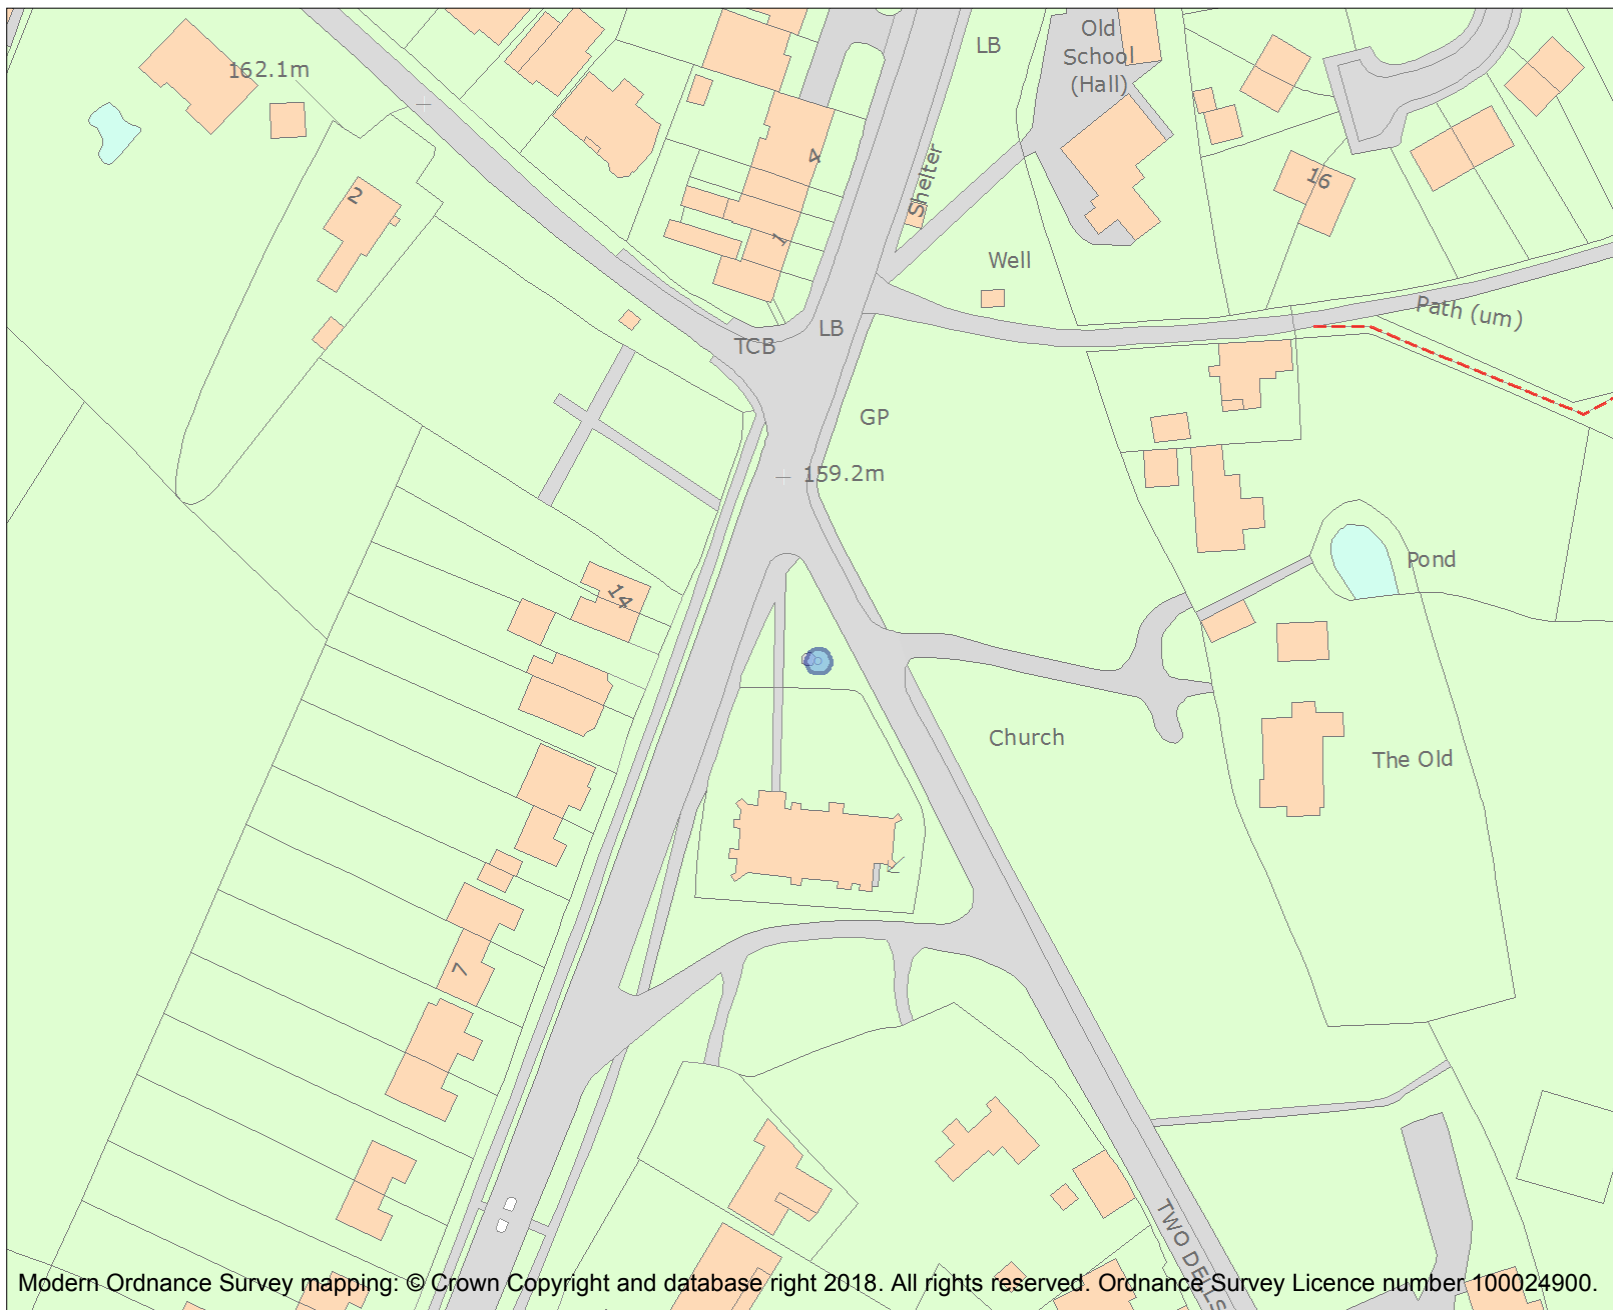 LB
Old
School
(Hall)
162.1m
4
Shelter
16
2
1
Well
Path (um)
LB
TCB
GP
159.2m
Pond
14
Church
The Old
7
TWO DELLS
Modern Ordnance Survey mapping: © Crown Copyright and database right 2018. All rights reserved. Ordnance Survey Licence number 100024900.